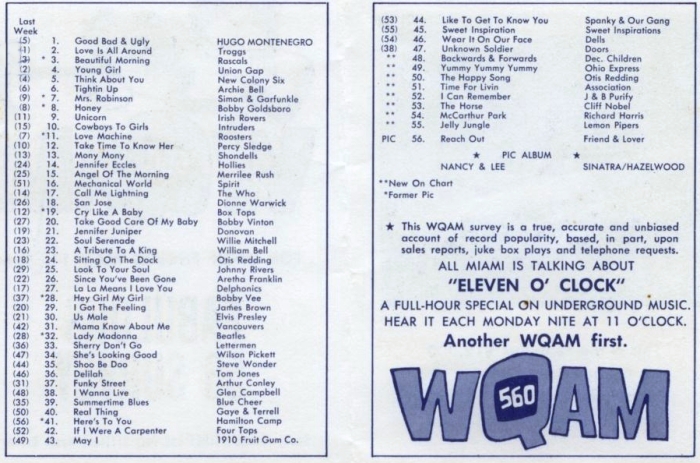 Last
Week
(5) 1. Good Bad & Ugly HUGO MONTENEGRO
(1) 2. Love Is All Around Troggs
(3) * 3. Beautiful Morning Rascals
(2) 4. Young Girl Union Gap
(4) 5. Think About You New Colony Six
(6) 6. Tightin Up Archie Bell
(9) * 7. Mrs. Robinson Simon & Garfunkle
(8) * 8. Honey Bobby Goldsboro
(11) 9. Unicorn Irish Rovers
(15) 10. Cowboys To Girls Intruders
(7) *11. Love Machine Roosters
(10) 12. Take Time To Know Her Percy Sledge
(13) 13. Mony Mony Shondells
(24) 14. Jennifer Eccles Hollies
(25) 15. Angel Of The Morning Merrilee Rush
(51) 16. Mechanical World Spirit
(14) 17. Call Me Lightning The Who
(26) 18. San Jose Dionne Warwick
(12) *19. Cry Like A Baby Box Tops
(27) 20. Take Good Care Of My Baby Bobby Vinton
(19) 21. Jennifer Juniper Donovan
(23) 22. Soul Serenade Willie Mitchell
(16) 23. A Tribute To A King William Bell
(18) 24. Sitting On The Dock Otis Redding
(29) 25. Look To Your Soul Johnny Rivers
(22) 26. Since You've Been Gone Aretha Franklin
(17) 27. La La Means I Love You Delphonics
(37) *28. Hey Girl My Girl Bobby Vee
(20) 29. I Got The Feeling James Brown
(21) 30. Us Male Elvis Presley
(42) 31. Mama Know About Me Vancouvers
(28) *32. Lady Madonna Beatles
(36) 33. Sherry Don't Go Lettermen
(47) 34. She's Looking Good Wilson Pickett
(44) 35. Shoo Be Doo Steve Wonder
(46) 36. Delilah Tom Jones
(31) 37. Funky Street Arthur Conley
(48) 38. I Wanna Live Glen Campbell
(35) 39. Summertime Blues Blue Cheer
(50) 40. Real Thing Gaye & Terrell
(56) *41. Here's To You Hamilton Camp
(52) 42. If I Were A Carpenter Four Tops
(49) 43. May I 1910 Fruit Gum Co.
(53) 44. Like To Get To Know You Spanky & Our Gang
(55) 45. Sweet Inspiration Sweet Inspirations
(54) 46. Wear It On Our Face Dells
(38) 47. Unknown Soldier Doors
** 48. Backwards & Forwards Dec. Children
** 49. Yummy Yummy Yummy Ohio Express
** 50. The Happy Song Otis Redding
** 51. Time For Livin Association
** 52. I Can Remember J & B Purify
** 53. The Horse Cliff Nobel
** 54. McCarthur Park Richard Harris
** 55. Jelly Jungle Lemon Pipers
PIC 56. Reach Out Friend & Lover
★ PIC ALBUM ★
NANCY & LEE SINATRA/HAZELWOOD
**New On Chart
*Former Pic
★ This WQAM survey is a true, accurate and unbiased
account of record popularity, based, in part, upon
sales reports, juke box plays and telephone requests.
ALL MIAMI IS TALKING ABOUT
"ELEVEN O' CLOCK"
A FULL-HOUR SPECIAL ON UNDERGROUND MUSIC.
HEAR IT EACH MONDAY NITE AT 11 O'CLOCK.
Another WQAM first.
WQAM
560